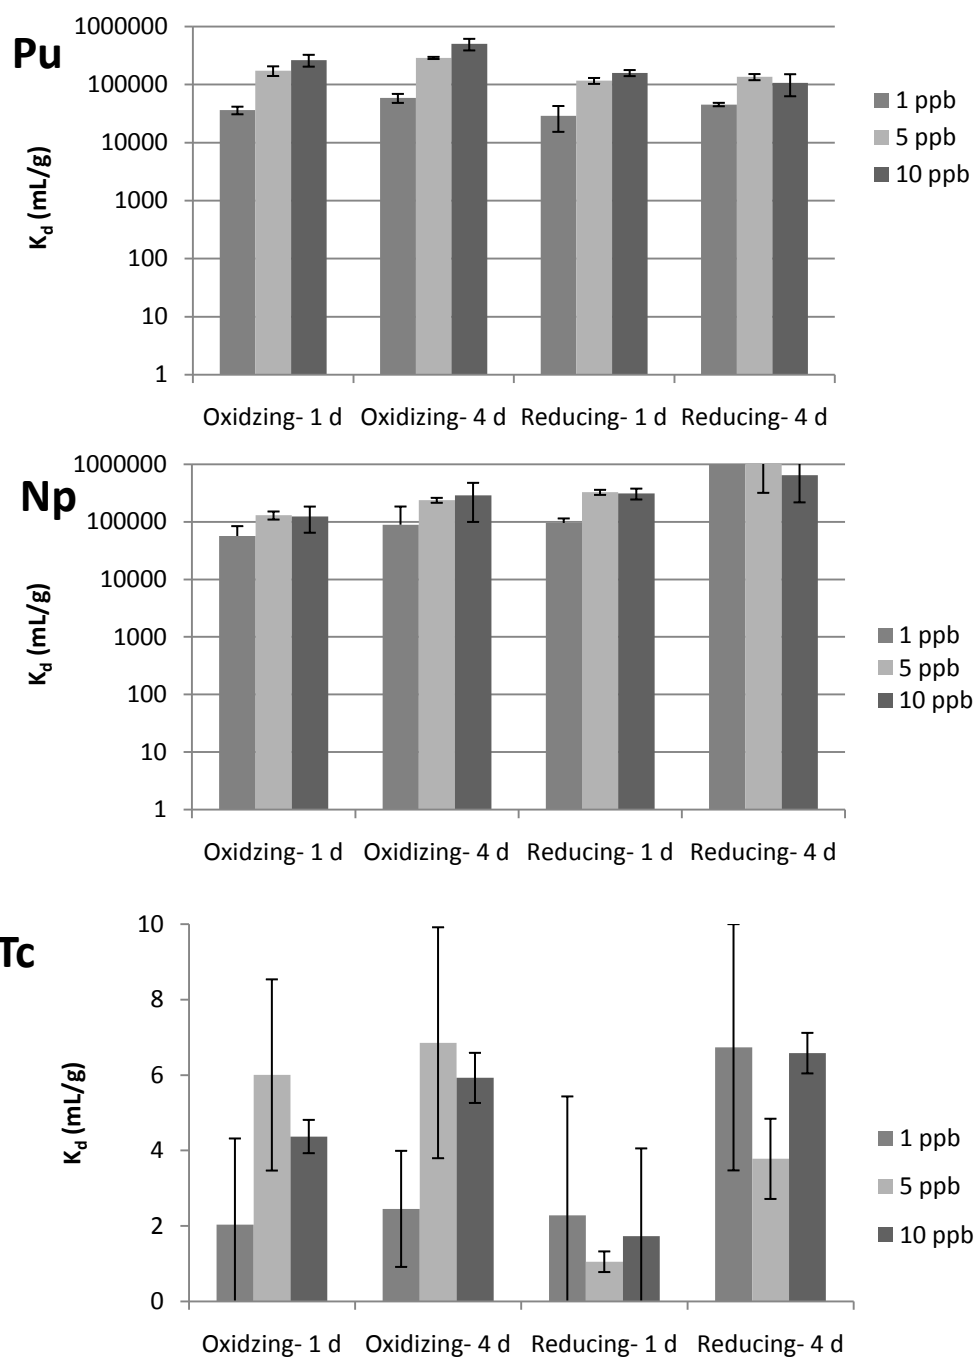 Pu
K_d (mL/g)
1000000
100000
10000
1000
100
10
1
Oxidzing- 1 d Oxidizing- 4 d Reducing- 1 d Reducing- 4 d
1 ppb
5 ppb
10 ppb
Np
K_d (mL/g)
1000000
100000
10000
1000
100
10
1
Oxidzing- 1 d Oxidizing- 4 d Reducing- 1 d Reducing- 4 d
1 ppb
5 ppb
10 ppb
Tc
K_d (mL/g)
10
8
6
4
2
0
Oxidzing- 1 d Oxidizing- 4 d Reducing- 1 d Reducing- 4 d
1 ppb
5 ppb
10 ppb